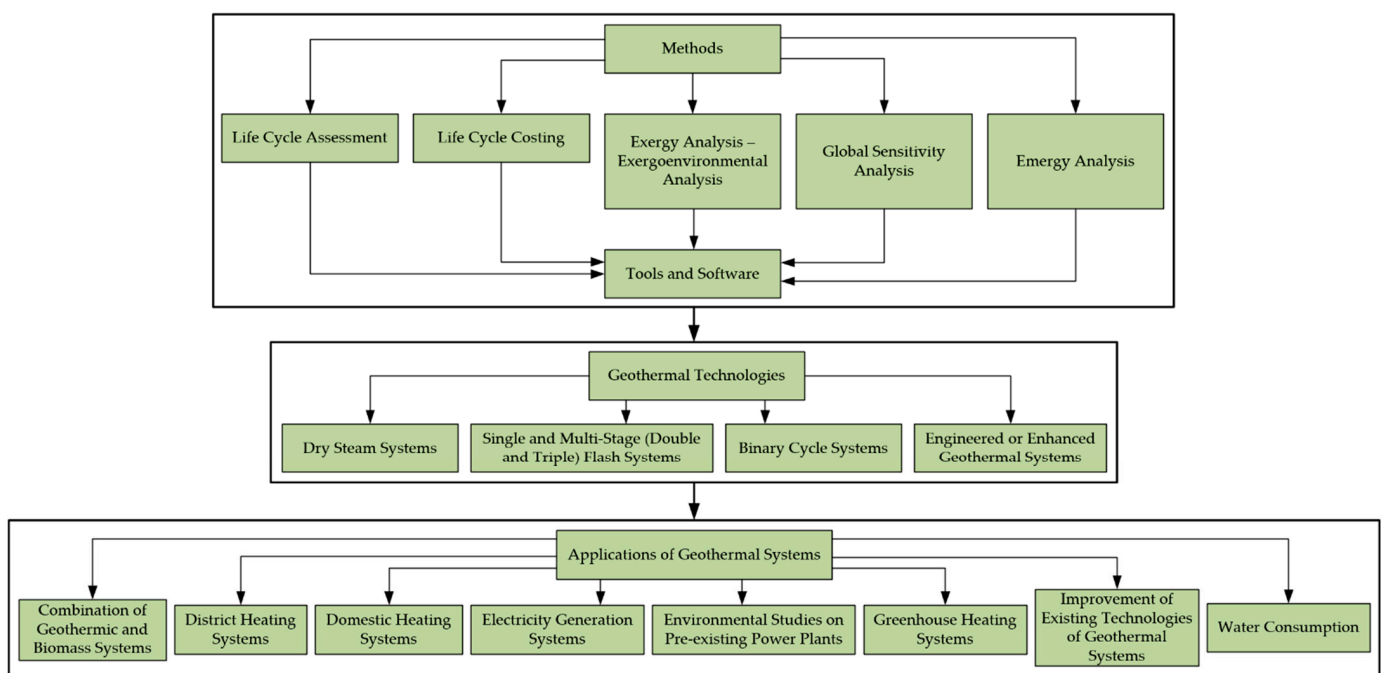 Methods
Life Cycle Assessment
Life Cycle Costing
Exergy Analysis –
Exergoenvironmental
Analysis
Global Sensitivity
Analysis
Emergy Analysis
Tools and Software
Geothermal Technologies
Dry Steam Systems
Single and Multi-Stage (Double
and Triple) Flash Systems
Binary Cycle Systems
Engineered or Enhanced
Geothermal Systems
Applications of Geothermal Systems
Combination of
Geothermic and
Biomass Systems
District Heating
Systems
Domestic Heating
Systems
Electricity Generation
Systems
Environmental Studies on
Pre-existing Power Plants
Greenhouse Heating
Systems
Improvement of
Existing Technologies
of Geothermal
Systems
Water Consumption